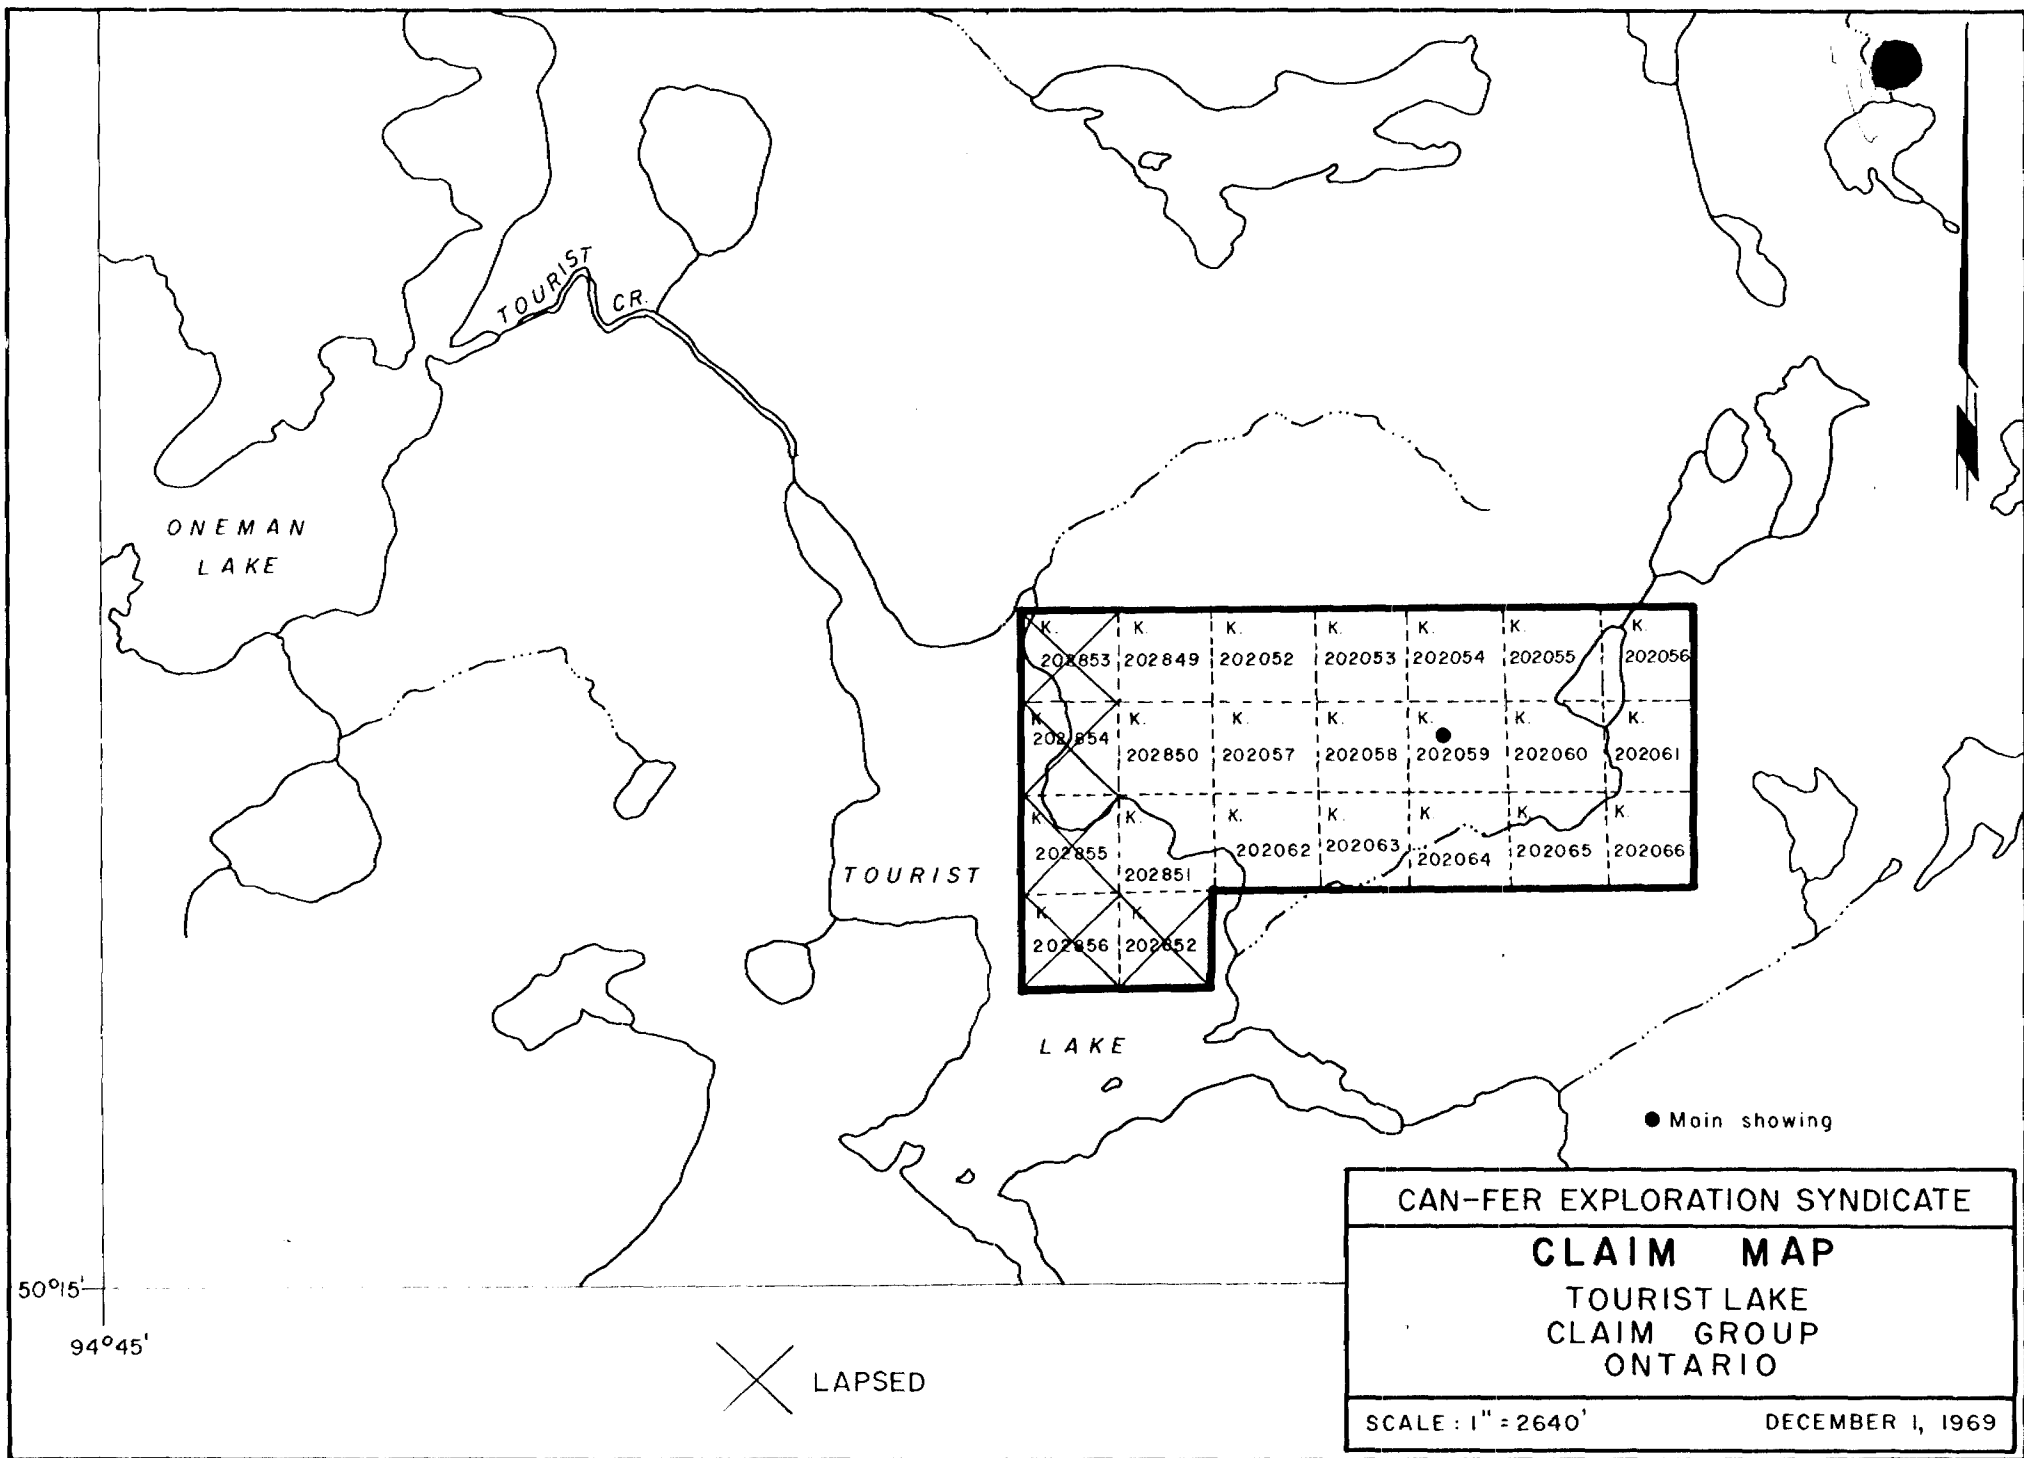 TOURIST CR.
ONEMAN
LAKE
K. K. K. K. K. K. K.
202853 202849 202052 202053 202054 202055 202056
K. K. K. K. K. K. K.
202854 202850 202057 202058 202059 202060 202061
K. K. K. K. K. K. K.
202855 202851 202062 202063 202064 202065 202066
K. K.
202856 202852
TOURIST
LAKE
Main showing
50°15'
94°45'
LAPSED
CAN-FER EXPLORATION SYNDICATE
CLAIM MAP
TOURIST LAKE
CLAIM GROUP
ONTARIO
SCALE : 1" = 2640' DECEMBER 1, 1969